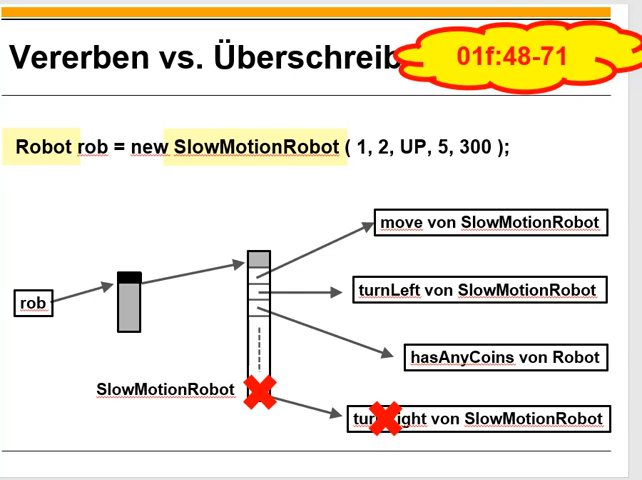 Vererben vs. Überschreib
01f:48-71
Robot rob = new SlowMotionRobot ( 1, 2, UP, 5, 300 );
move von SlowMotionRobot
turnLeft von SlowMotionRobot
rob
hasAnyCoins von Robot
SlowMotionRobot
von SlowMotionRobot